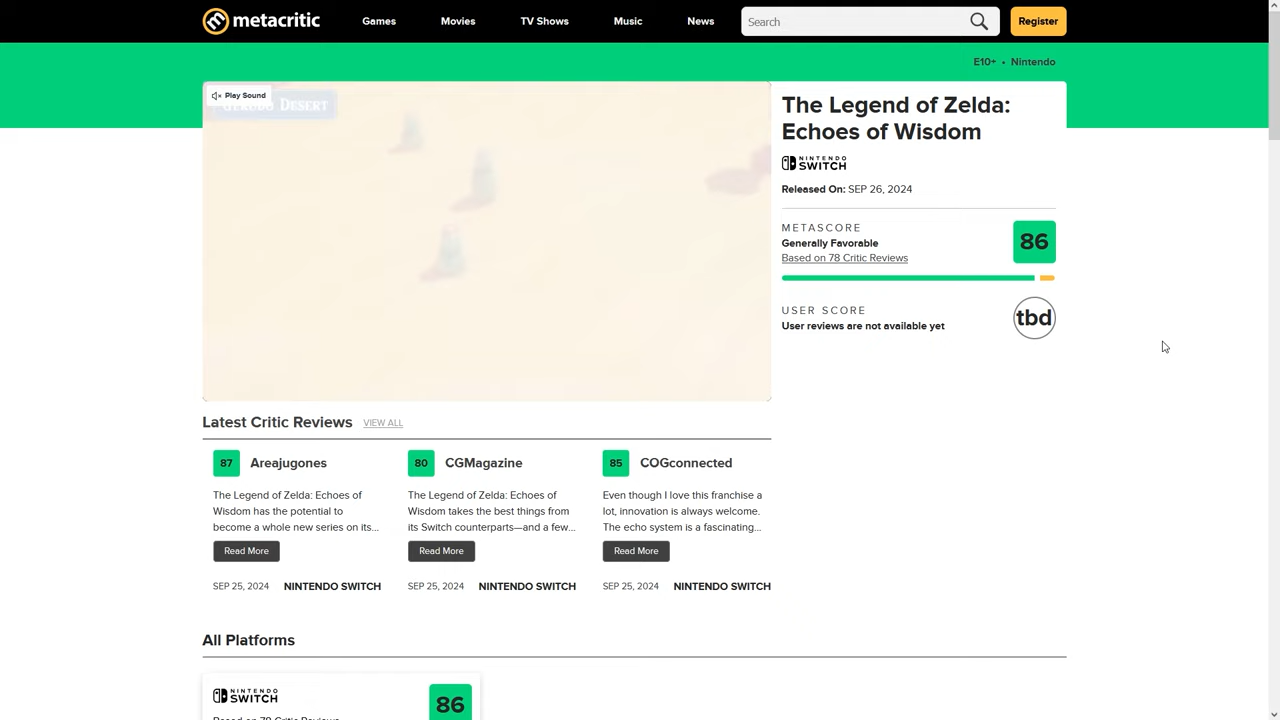 metacritic
Games
Movies
TV Shows
Music
News
Search
Register
E10+ • Nintendo
Play Sound
DESERT
The Legend of Zelda:
Echoes of Wisdom
NINTENDO
SWITCH
Released On: SEP 26, 2024
METASCORE
Generally Favorable
86
Based on 78 Critic Reviews
USER SCORE
User reviews are not available yet
tbd
Latest Critic Reviews
VIEW ALL
87 Areajugones
The Legend of Zelda: Echoes of
Wisdom has the potential to
become a whole new series on its...
Read More
SEP 25, 2024 NINTENDO SWITCH
80 CGMagazine
The Legend of Zelda: Echoes of
Wisdom takes the best things from
its Switch counterparts—and a few...
Read More
SEP 25, 2024 NINTENDO SWITCH
85 COGconnected
Even though I love this franchise a
lot, innovation is always welcome.
The echo system is a fascinating...
Read More
SEP 25, 2024 NINTENDO SWITCH
All Platforms
NINTENDO
SWITCH
86
Based on 78 Critic Reviews